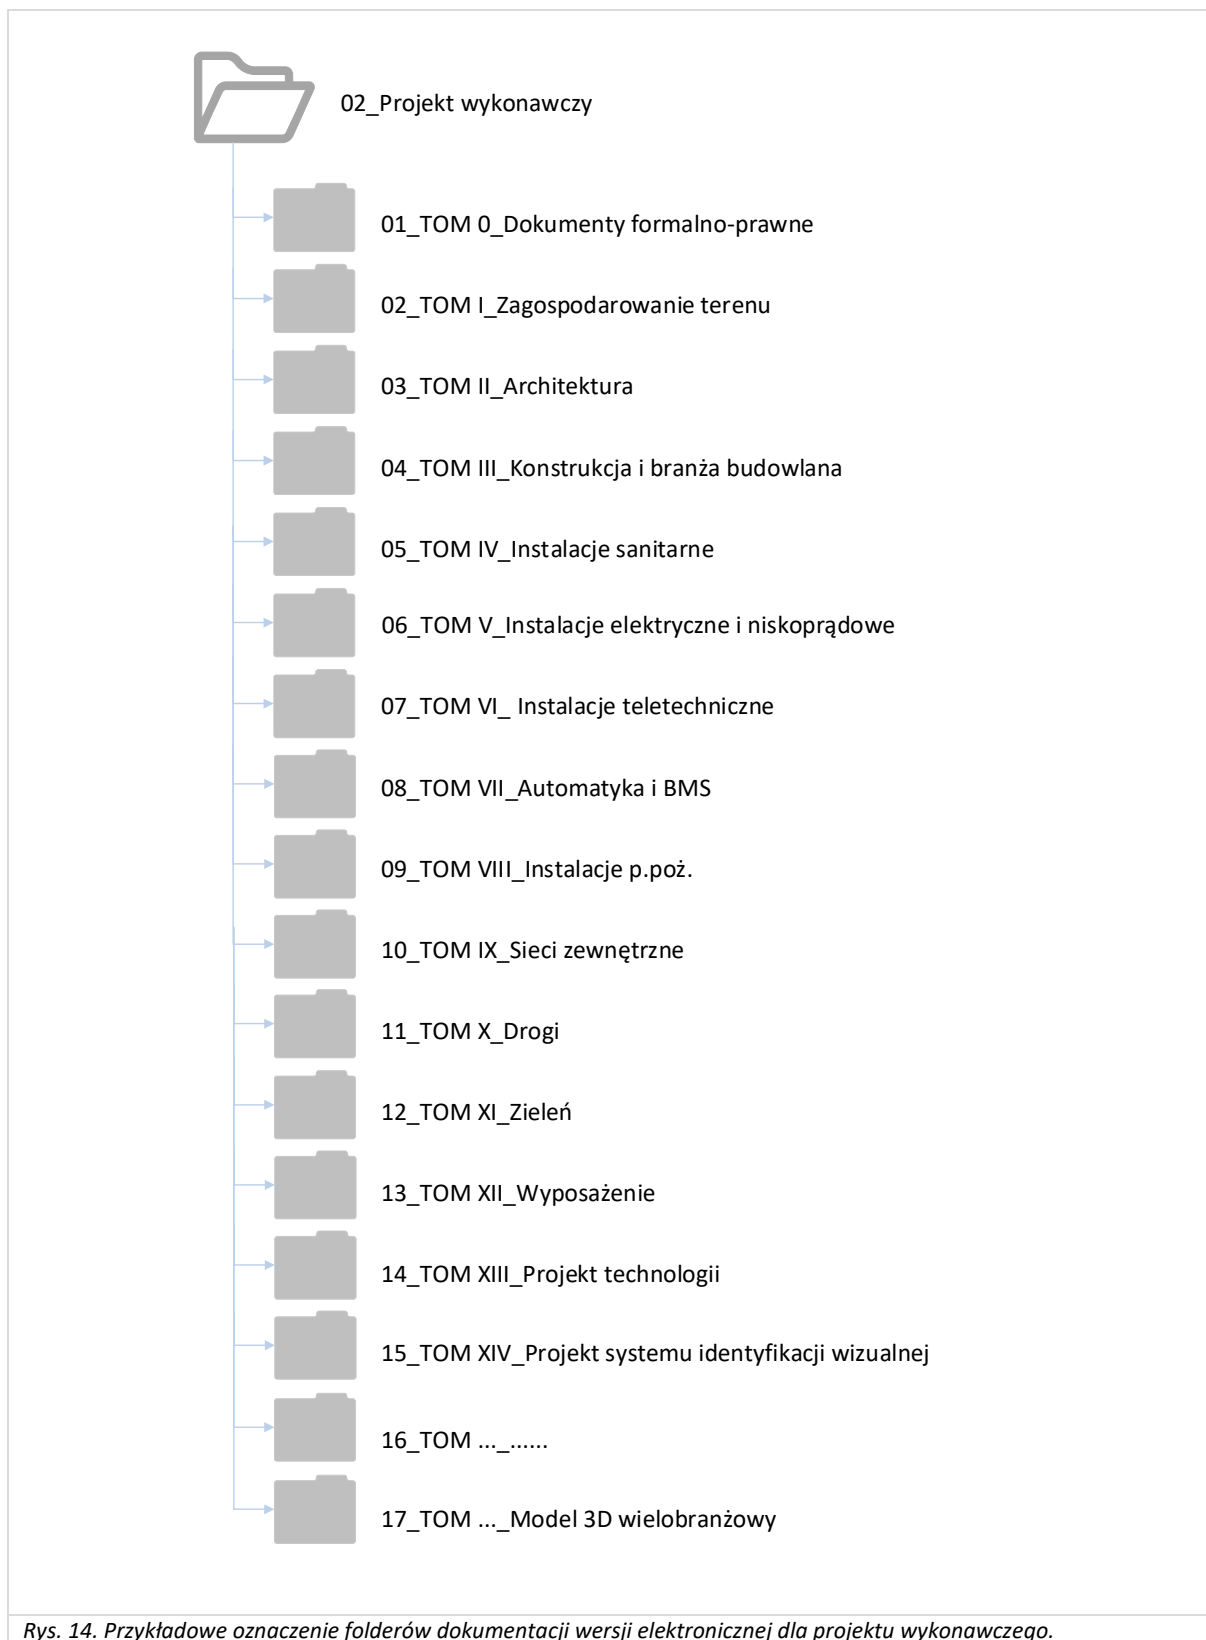 02_Projekt wykonawczy
01_TOM 0_Dokumenty formalno-prawne
02_TOM I_Zagospodarowanie terenu
03_TOM II_Architektura
04_TOM III_Konstrukcja i branża budowlana
05_TOM IV_Instalacje sanitarne
06_TOM V_Instalacje elektryczne i niskoprądowe
07_TOM VI_ Instalacje teletechniczne
08_TOM VII_Automatyka i BMS
09_TOM VIII_Instalacje p.poż.
10_TOM IX_Sieci zewnętrzne
11_TOM X_Drogi
12_TOM XI_Zieleń
13_TOM XII_Wyposażenie
14_TOM XIII_Projekt technologii
15_TOM XIV_Projekt systemu identyfikacji wizualnej
16_TOM ..._......
17_TOM ..._Model 3D wielobranżowy
Rys. 14. Przykładowe oznaczenie folderów dokumentacji wersji elektronicznej dla projektu wykonawczego.